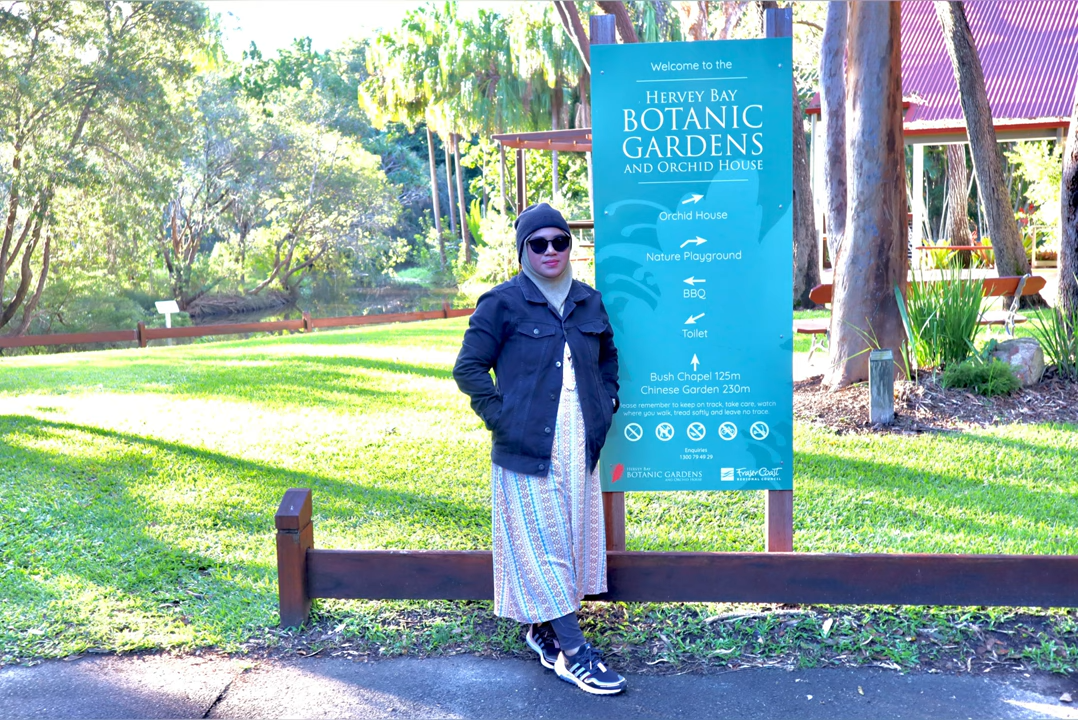 Welcome to the
HERVEY BAY
BOTANIC
GARDENS
AND ORCHID HOUSE
Orchid House
Nature Playground
BBQ
Toilet
Bush Chapel 125m
Chinese Garden 230m
Please remember to keep on track, take care, watch
where you walk, tread softly and leave no trace.
Enquiries
1300 79 49 29
HERVEY BAY
BOTANIC GARDENS
AND ORCHID HOUSE
Fraser Coast
REGIONAL COUNCIL